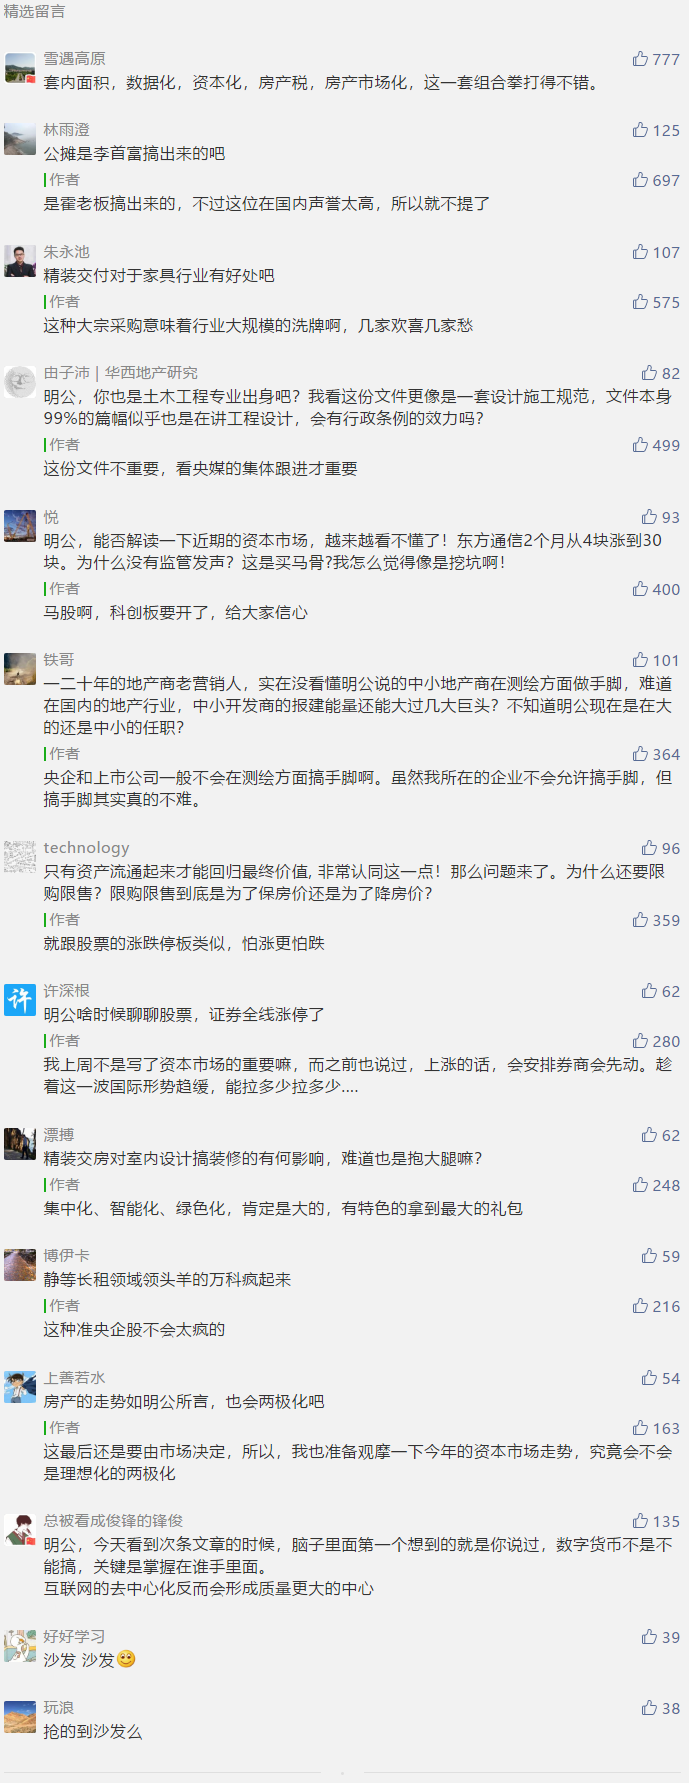 精选留言
雪遇高原
777
套内面积，数据化，资本化，房产税，房产市场化，这一套组合拳打得不错。
林雨澄
125
公摊是李首富搞出来的吧
作者
697
是霍老板搞出来的，不过这位在国内声誉太高，所以就不提了
朱永池
107
精装交付对于家具行业有好处吧
作者
575
这种大宗采购意味着行业大规模的洗牌啊，几家欢喜几家愁
由子沛 | 华西地产研究
82
明公，你也是土木工程专业出身吧？我看这份文件更像是一套设计施工规范，文件本身
99%的篇幅似乎也是在讲工程设计，会有行政条例的效力吗？
作者
499
这份文件不重要，看央媒的集体跟进才重要
悦
93
明公，能否解读一下近期的资本市场，越来越看不懂了！东方通信2个月从4块涨到30
块。为什么没有监管发声？这是买马骨?我怎么觉得像是挖坑啊！
作者
400
马股啊，科创板要开了，给大家信心
铁哥
101
一二十年的地产商老营销人，实在没看懂明公说的中小地产商在测绘方面做手脚，难道
在国内的地产行业，中小开发商的报建能量还能大过几大巨头？不知道明公现在是在大
的还是中小的任职？
作者
364
央企和上市公司一般不会在测绘方面搞手脚啊。虽然我所在的企业不会允许搞手脚，但
搞手脚其实真的不难。
technology
96
只有资产流通起来才能回归最终价值, 非常认同这一点！那么问题来了。为什么还要限
购限售？限购限售到底是为了保房价还是为了降房价？
作者
359
就跟股票的涨跌停板类似，怕涨更怕跌
许
许深根
62
明公啥时候聊聊股票，证券全线涨停了
作者
280
我上周不是写了资本市场的重要嘛，而之前也说过，上涨的话，会安排券商会先动。趁
着这一波国际形势趋缓，能拉多少拉多少....
漂搏
62
精装交房对室内设计搞装修的有何影响，难道也是抱大腿嘛？
作者
248
集中化、智能化、绿色化，肯定是大的，有特色的拿到最大的礼包
博伊卡
59
静等长租领域领头羊的万科疯起来
作者
216
这种准央企股不会太疯的
上善若水
54
房产的走势如明公所言，也会两极化吧
作者
163
这最后还是要由市场决定，所以，我也准备观摩一下今年的资本市场走势，究竟会不会
是理想化的两极化
总被看成俊锋的锋俊
135
明公，今天看到次条文章的时候，脑子里面第一个想到的就是你说过，数字货币不是不
能搞，关键是掌握在谁手里面。
互联网的去中心化反而会形成质量更大的中心
好好学习
39
沙发 沙发
玩浪
38
抢的到沙发么